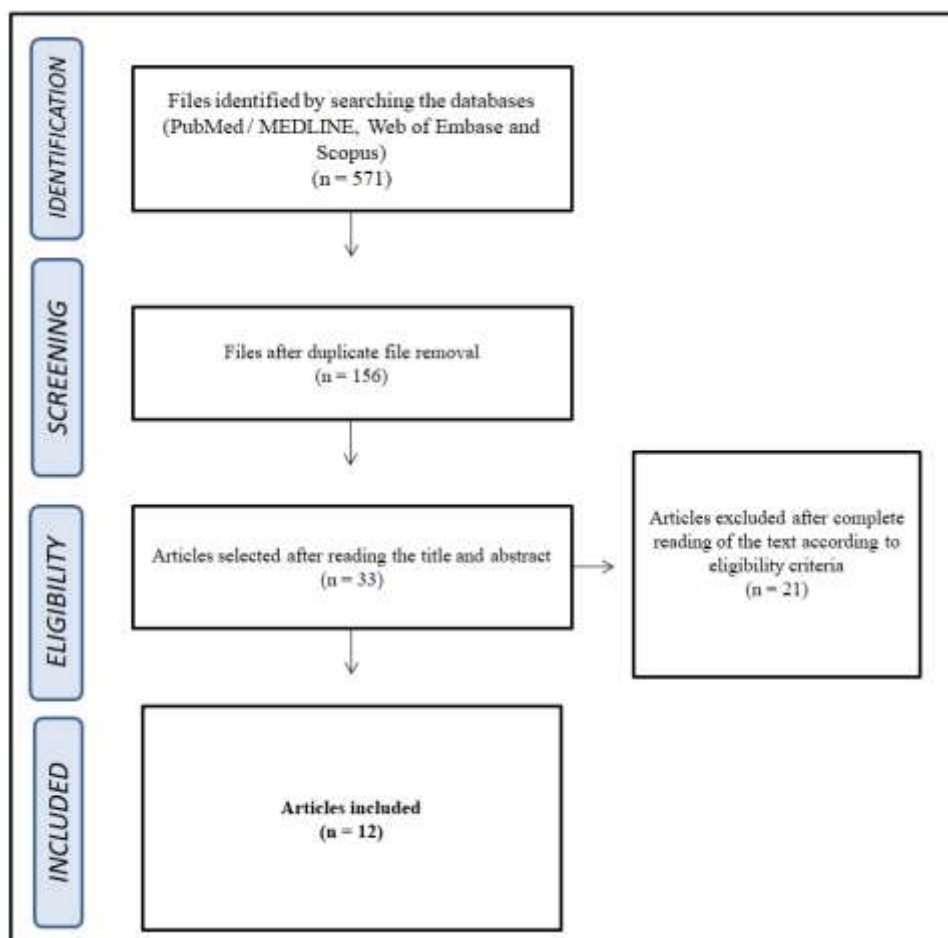 IDENTIFICATION
Files identified by searching the databases
(PubMed / MEDLINE, Web of Embase and
Scopus)
(n = 571)
SCREENING
Files after duplicate file removal
(n = 156)
ELIGIBILITY
Articles selected after reading the title and abstract
(n = 33)
Articles excluded after complete
reading of the text according to
eligibility criteria
(n = 21)
INCLUDED
Articles included
(n = 12)